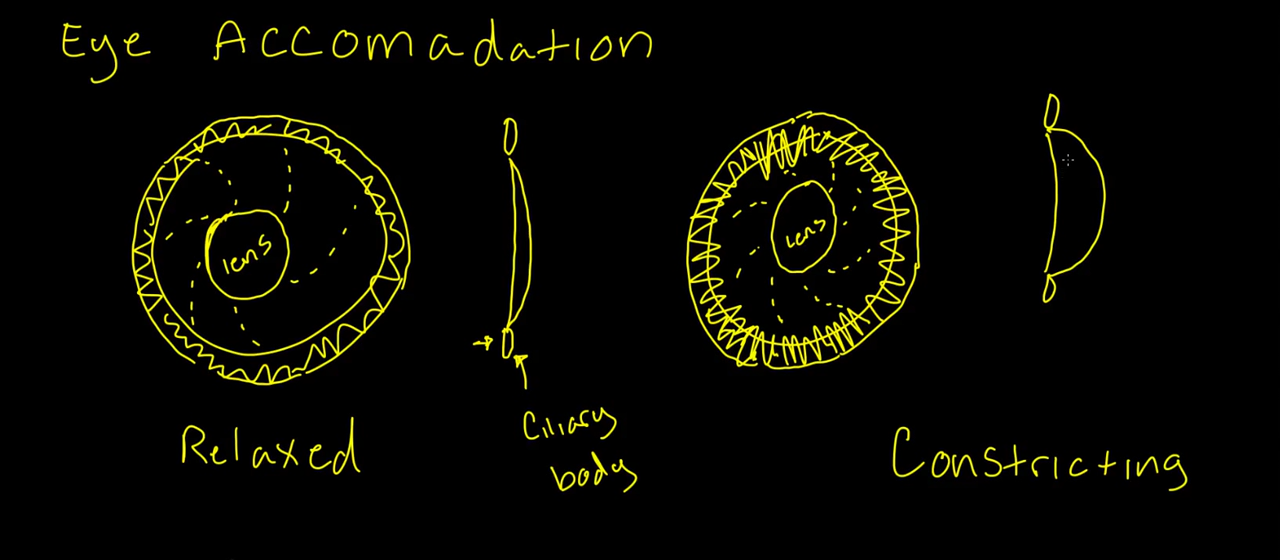 Eye Accomadation
lens
lens
Relaxed
Ciliary
body
Constricting